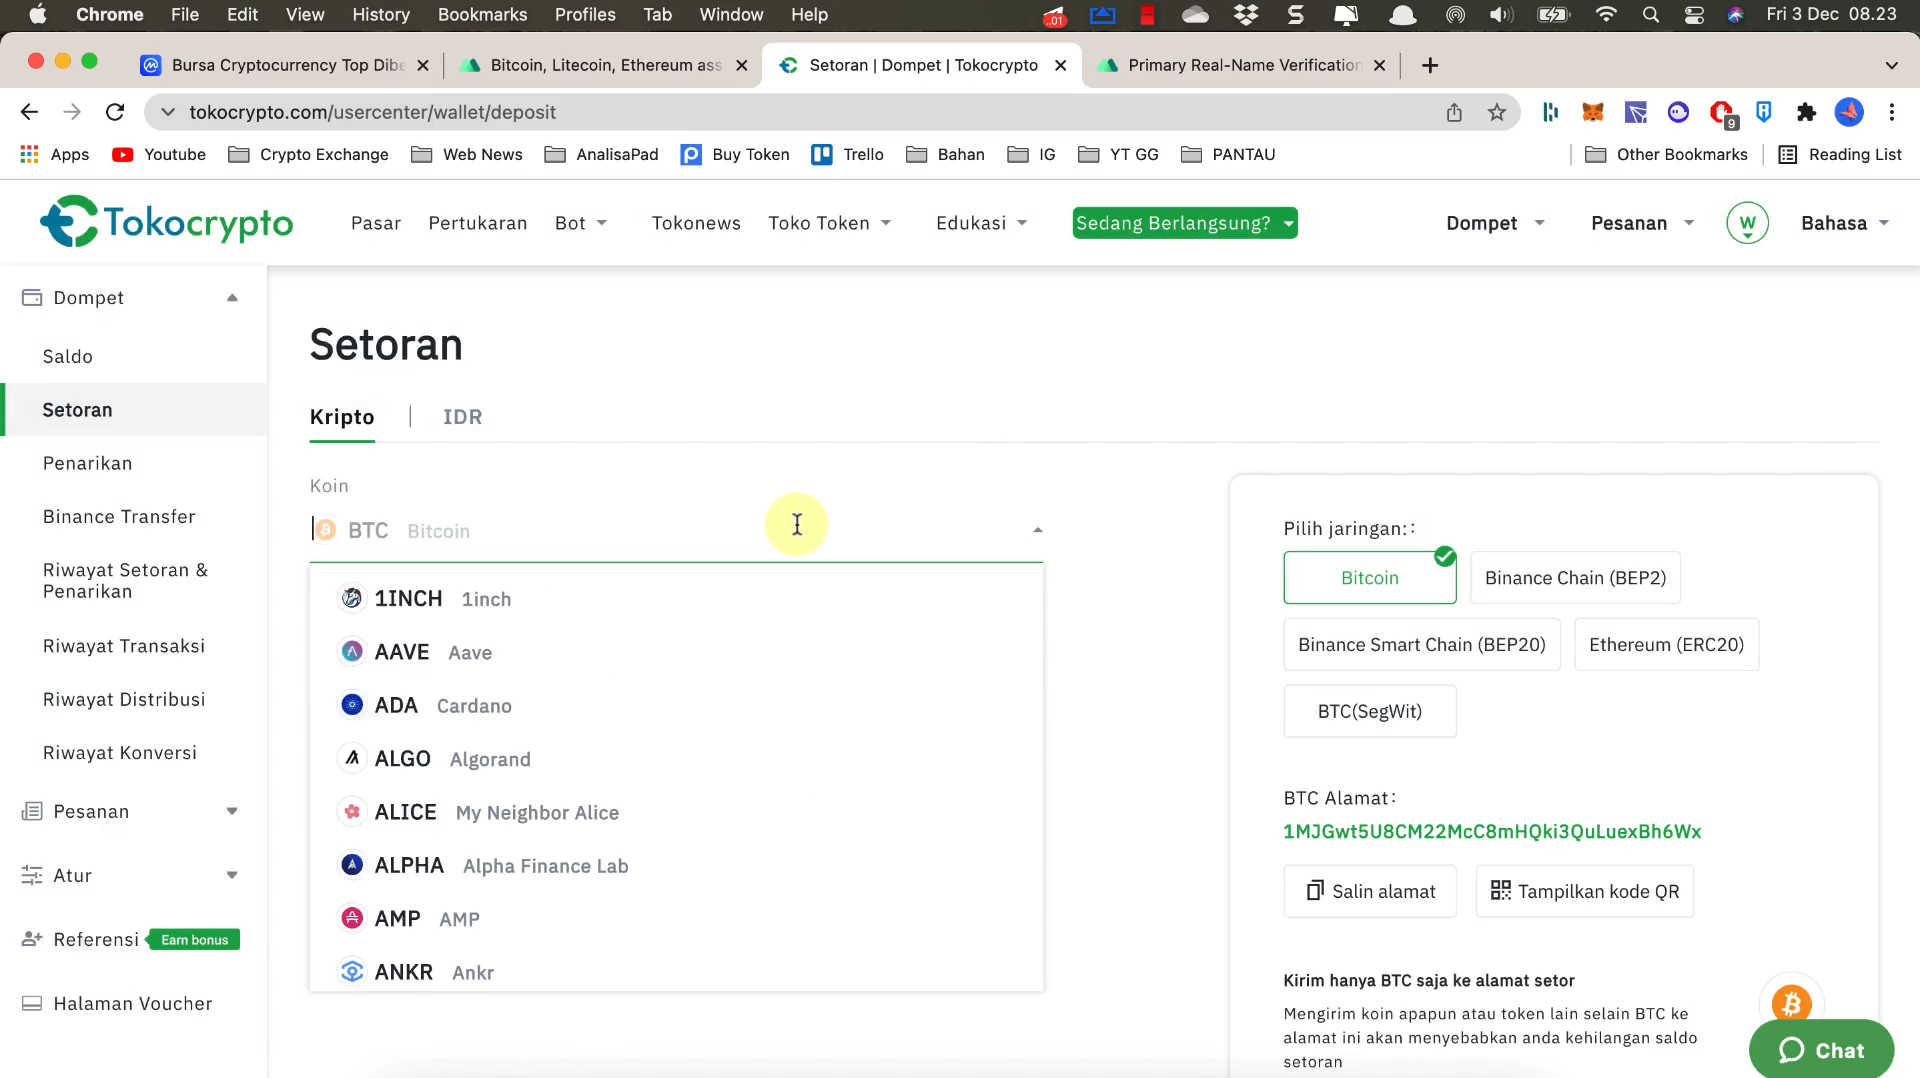 Chrome File Edit View History Bookmarks Profiles Tab Window Help
.01
Fri 3 Dec 08.23
Bursa Cryptocurrency Top Dibe
Bitcoin, Litecoin, Ethereum ass
Setoran | Dompet | Tokocrypto
Primary Real-Name Verification
tokocrypto.com/usercenter/wallet/deposit
9
Apps Youtube Crypto Exchange Web News AnalisaPad Buy Token Trello Bahan IG YT GG PANTAU Other Bookmarks Reading List
Tokocrypto
Pasar Pertukaran Bot Tokonews Toko Token Edukasi Sedang Berlangsung? Dompet Pesanan W Bahasa
Dompet
Saldo
Setoran
Penarikan
Binance Transfer
Riwayat Setoran &
Penarikan
Riwayat Transaksi
Riwayat Distribusi
Riwayat Konversi
Pesanan
Atur
Referensi Earn bonus
Halaman Voucher
Setoran
Kripto | IDR
Koin
BTC Bitcoin
1INCH 1inch
AAVE Aave
ADA Cardano
ALGO Algorand
ALICE My Neighbor Alice
ALPHA Alpha Finance Lab
AMP AMP
ANKR Ankr
Pilih jaringan:
Bitcoin
Binance Chain (BEP2)
Binance Smart Chain (BEP20)
Ethereum (ERC20)
BTC(SegWit)
BTC Alamat:
1MJGwt5U8CM22McC8mHQki3QuLuexBh6Wx
Salin alamat
Tampilkan kode QR
Kirim hanya BTC saja ke alamat setor
Mengirim koin apapun atau token lain selain BTC ke
alamat ini akan menyebabkan anda kehilangan saldo
setoran
Chat